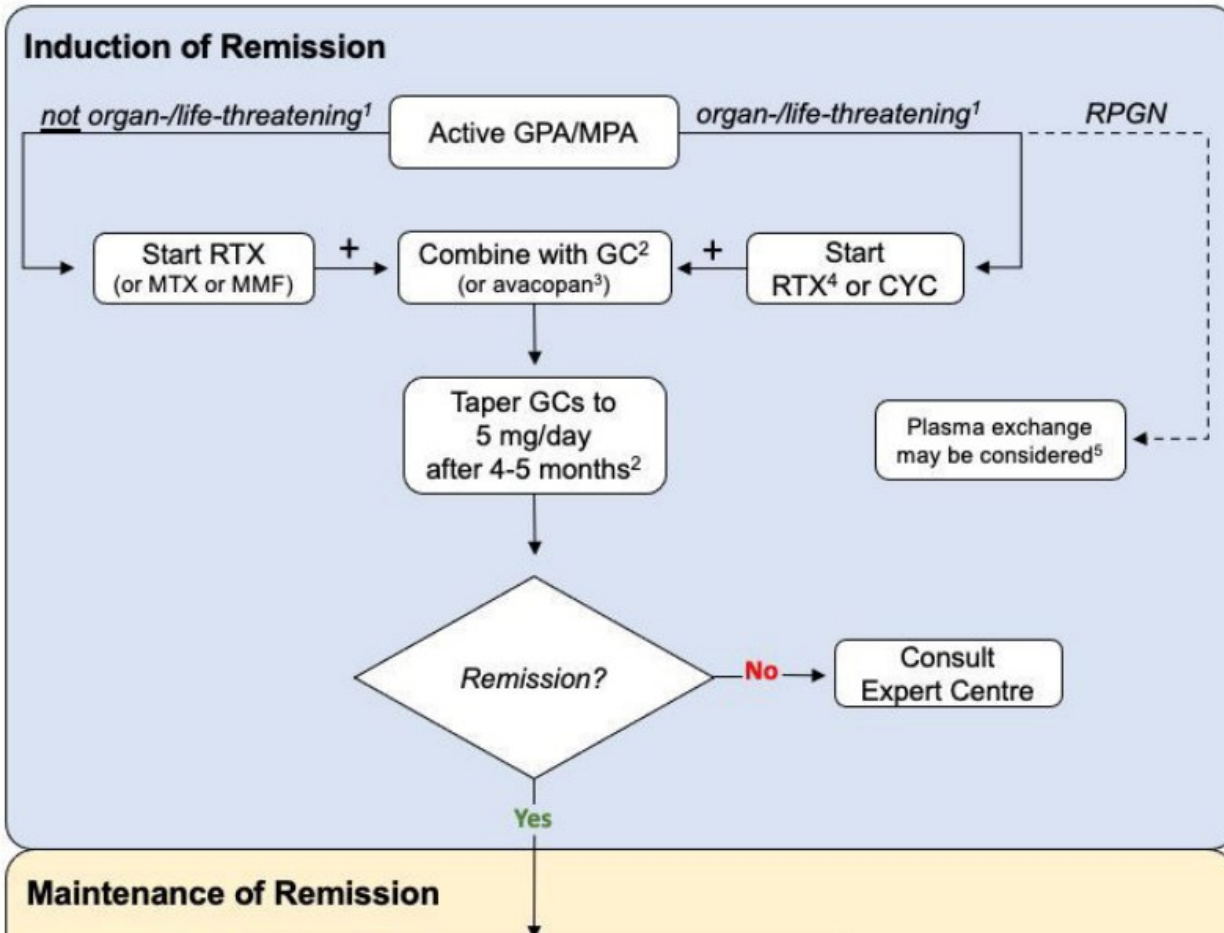 Induction of Remission
not organ-/life-threatening¹
Active GPA/MPA
organ-/life-threatening¹
RPGN
Start RTX
(or MTX or MMF)
+
Combine with GC²
(or avacopan³)
+
Start
RTX⁴ or CYC
Taper GCs to
5 mg/day
after 4-5 months²
Plasma exchange
may be considered⁵
Remission?
No
Consult
Expert Centre
Yes
Maintenance of Remission